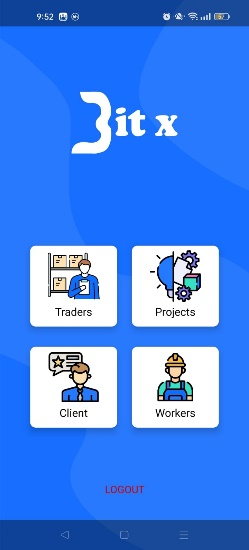 9:52
Bit x
Traders
Projects
Client
Workers
LOGOUT